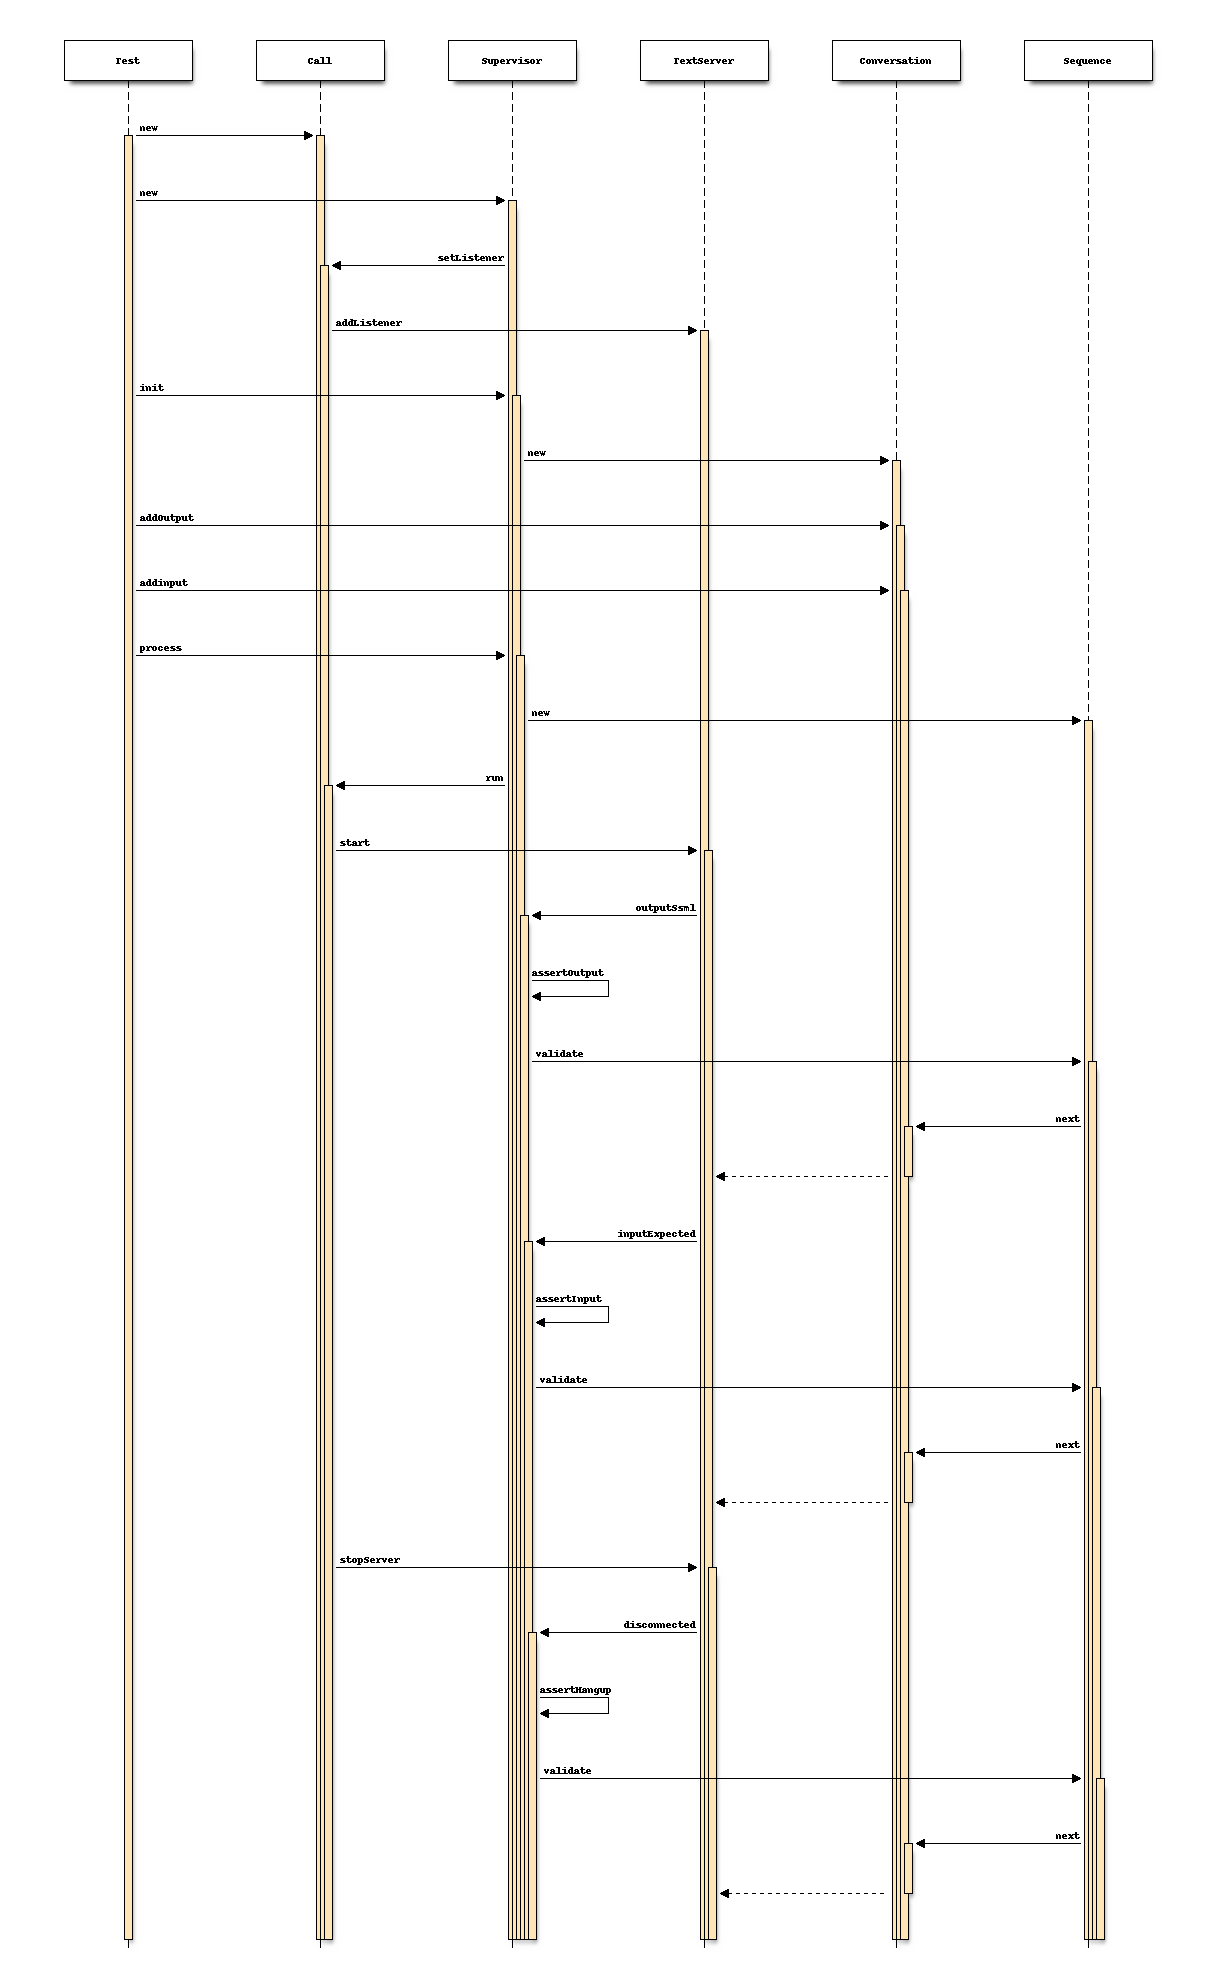 Test
Call
Supervisor
TextServer
Conversation
Sequence
new
new
setListener
addListener
init
new
addOutput
addinput
process
new
run
start
outputSsml
assertOutput
validate
next
inputExpected
assertInput
validate
next
stopServer
disconnected
assertHangup
validate
next